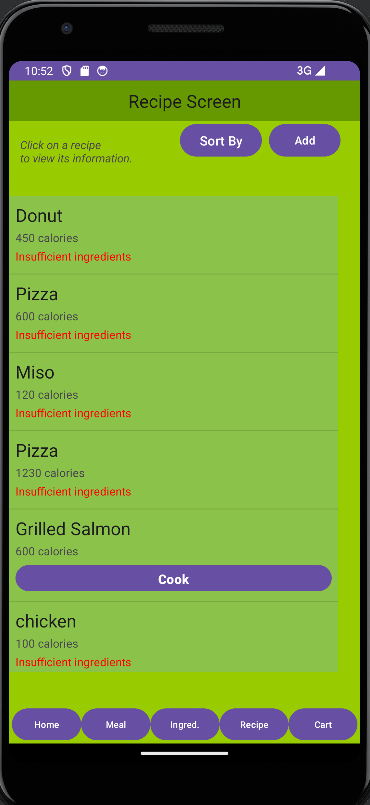 10:52 3G
Recipe Screen
Click on a recipe
to view its information.
Sort By
Add
Donut
450 calories
Insufficient ingredients
Pizza
600 calories
Insufficient ingredients
Miso
120 calories
Insufficient ingredients
Pizza
1230 calories
Insufficient ingredients
Grilled Salmon
600 calories
Cook
chicken
100 calories
Insufficient ingredients
Home Meal Ingred. Recipe Cart